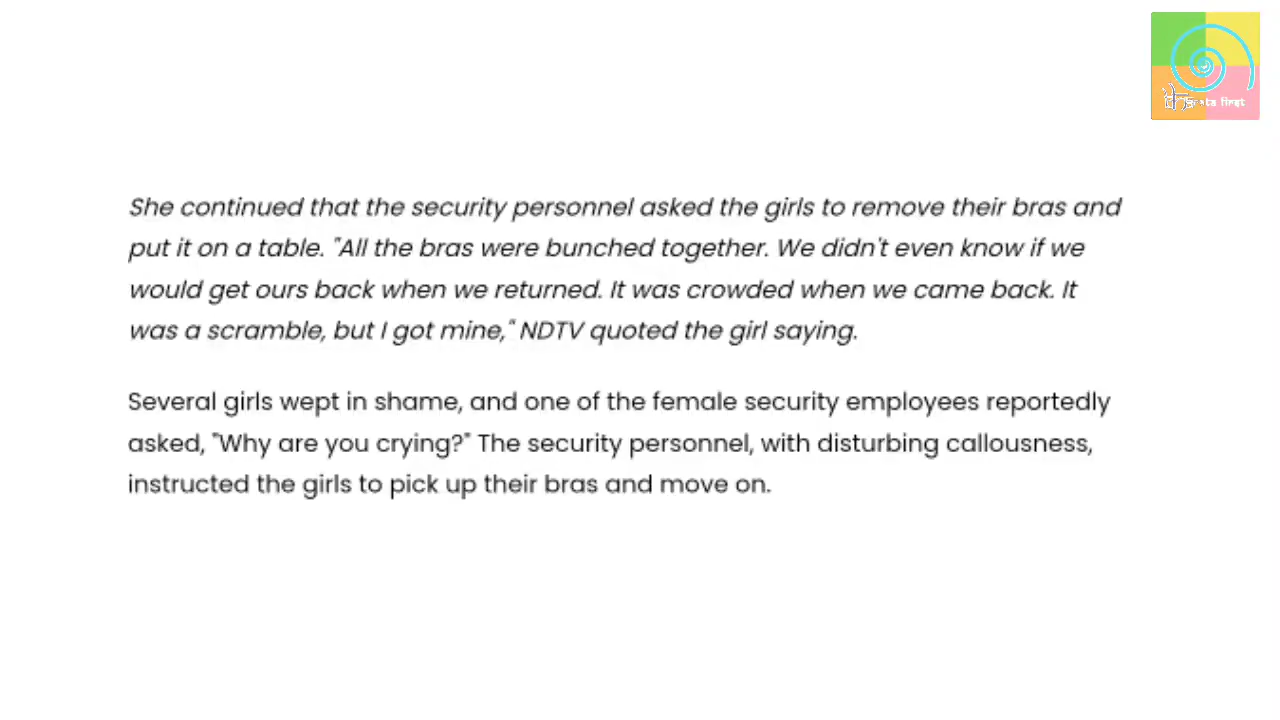 She continued that the security personnel asked the girls to remove their bras and
put it on a table. "All the bras were bunched together. We didn't even know if we
would get ours back when we returned. It was crowded when we came back. It
was a scramble, but I got mine," NDTV quoted the girl saying.
Several girls wept in shame, and one of the female security employees reportedly
asked, "Why are you crying?" The security personnel, with disturbing callousness,
instructed the girls to pick up their bras and move on.
first